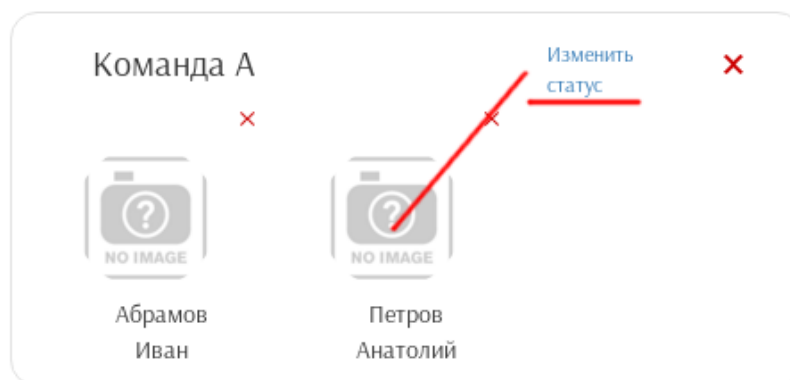 Команда А
Изменить
статус
NO IMAGE
NO IMAGE
Абрамов
Иван
Петров
Анатолий